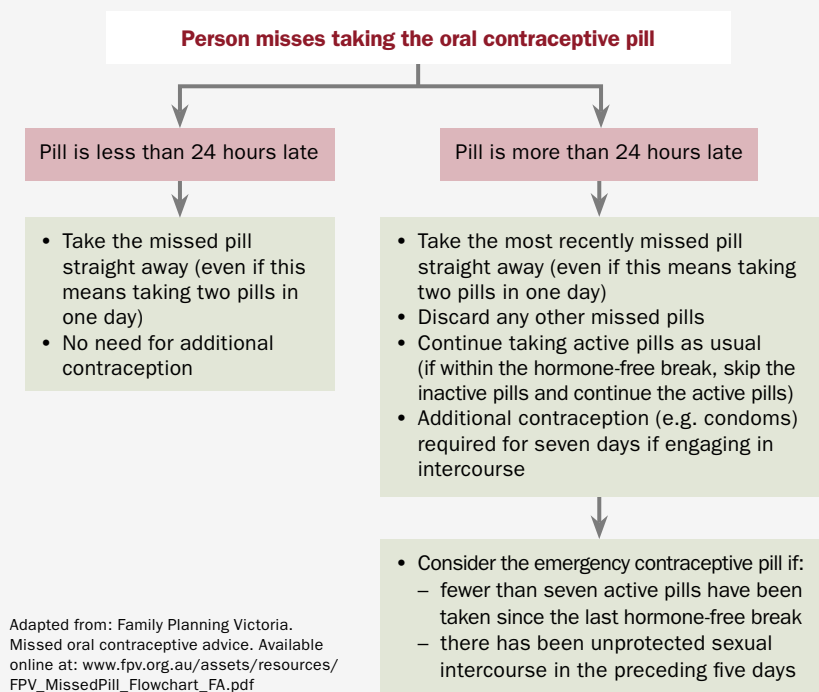 Person misses taking the oral contraceptive pill
Pill is less than 24 hours late
• Take the missed pill
straight away (even if this
means taking two pills in
one day)
• No need for additional
contraception
Pill is more than 24 hours late
• Take the most recently missed pill
straight away (even if this means taking
two pills in one day)
• Discard any other missed pills
• Continue taking active pills as usual
(if within the hormone-free break, skip the
inactive pills and continue the active pills)
• Additional contraception (e.g. condoms)
required for seven days if engaging in
intercourse
• Consider the emergency contraceptive pill if:
– fewer than seven active pills have been
taken since the last hormone-free break
– there has been unprotected sexual
intercourse in the preceding five days
Adapted from: Family Planning Victoria.
Missed oral contraceptive advice. Available
online at: www.fpv.org.au/assets/resources/
FPV_MissedPill_Flowchart_FA.pdf